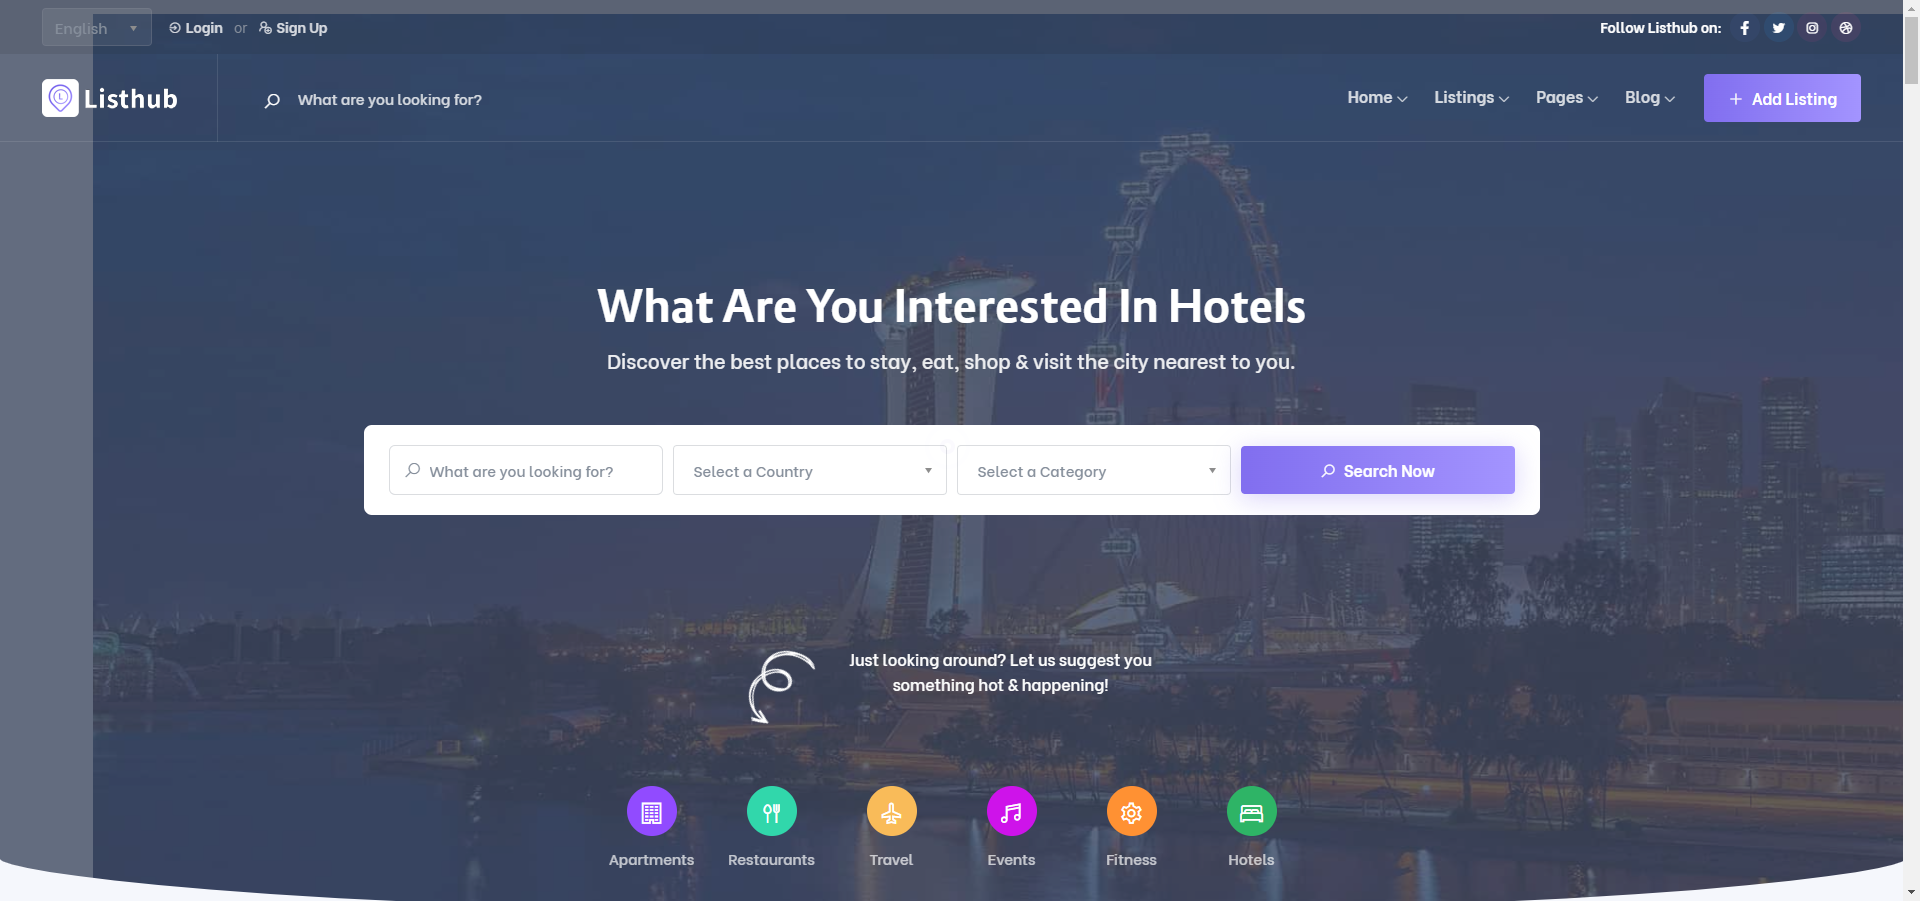 English
Login or Sign Up
Follow Listhub on:
Listhub
What are you looking for?
Home
Listings
Pages
Blog
+ Add Listing
What Are You Interested In Hotels
Discover the best places to stay, eat, shop & visit the city nearest to you.
What are you looking for?
Select a Country
Select a Category
Search Now
Just looking around? Let us suggest you
something hot & happening!
Apartments
Restaurants
Travel
Events
Fitness
Hotels